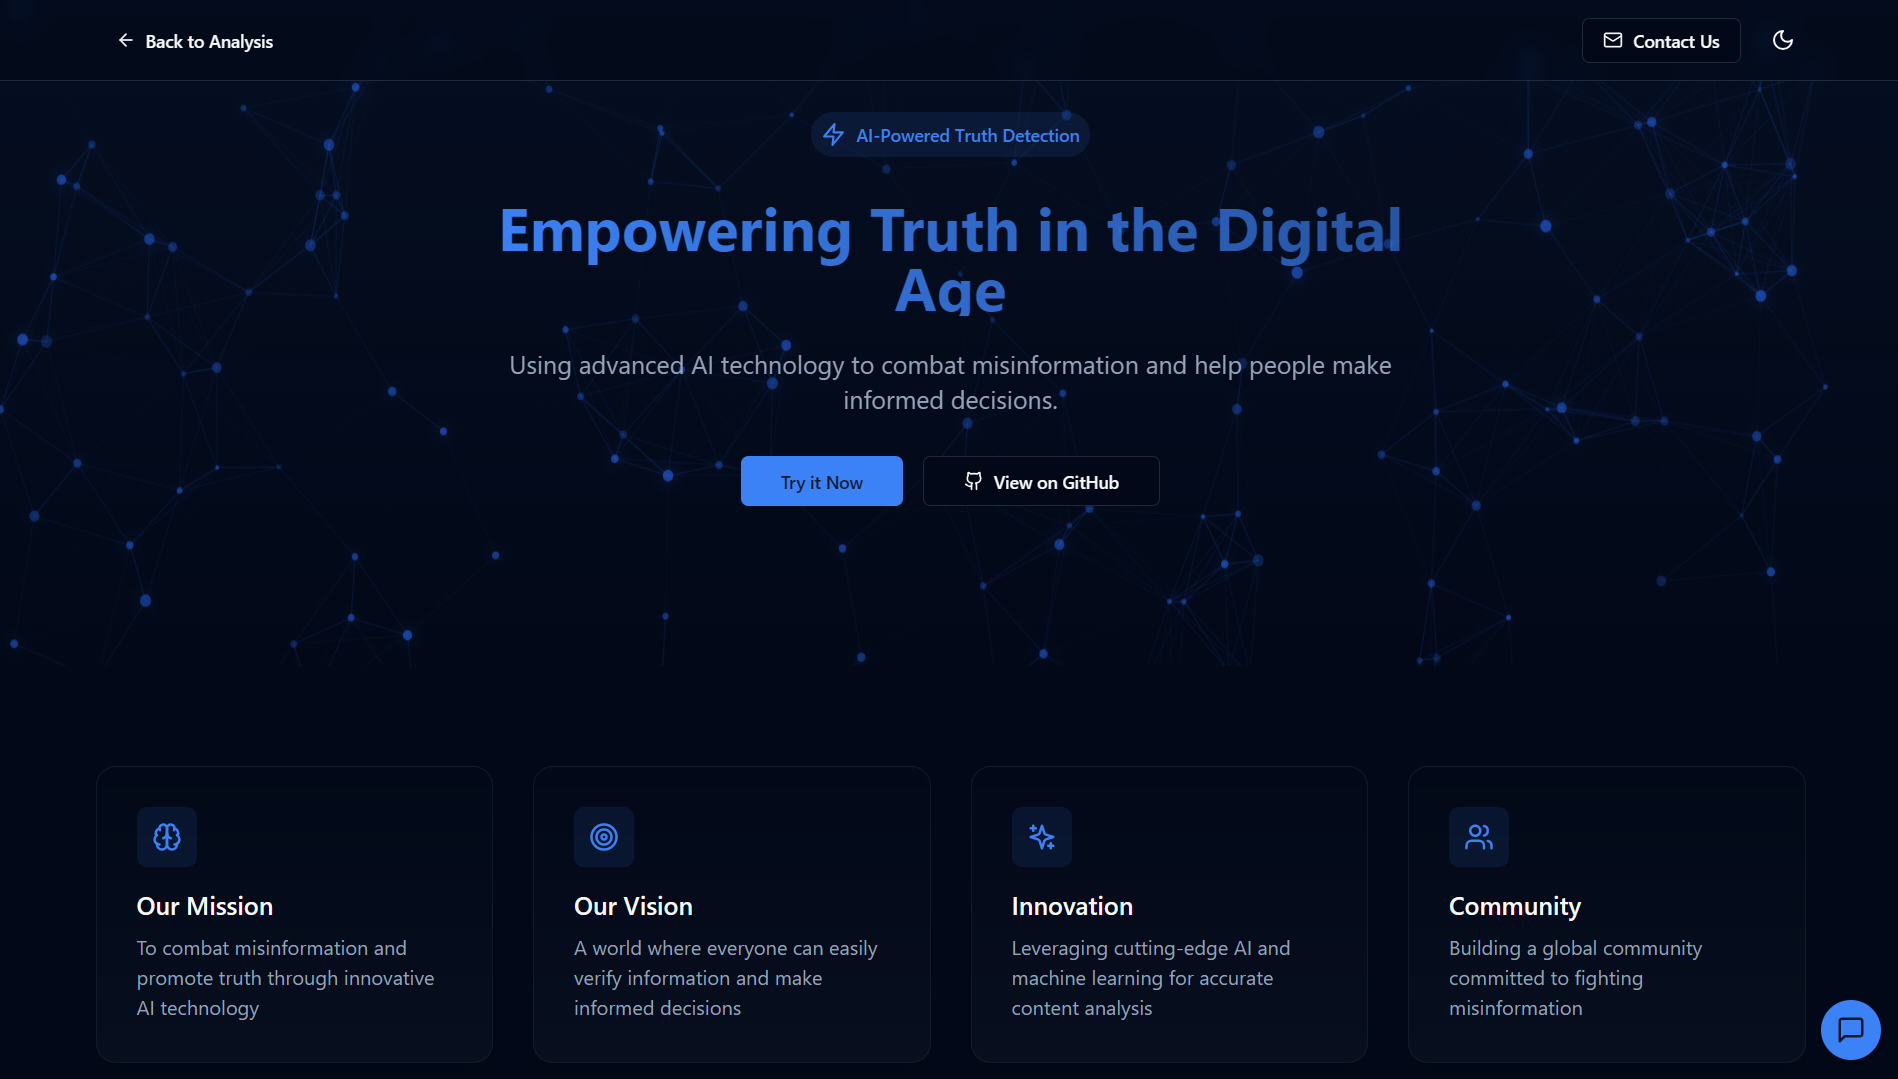 Back to Analysis
Contact Us
AI-Powered Truth Detection
Empowering Truth in the Digital
Age
Using advanced AI technology to combat misinformation and help people make
informed decisions.
Try it Now
View on GitHub
Our Mission
To combat misinformation and
promote truth through innovative
AI technology
Our Vision
A world where everyone can easily
verify information and make
informed decisions
Innovation
Leveraging cutting-edge AI and
machine learning for accurate
content analysis
Community
Building a global community
committed to fighting
misinformation